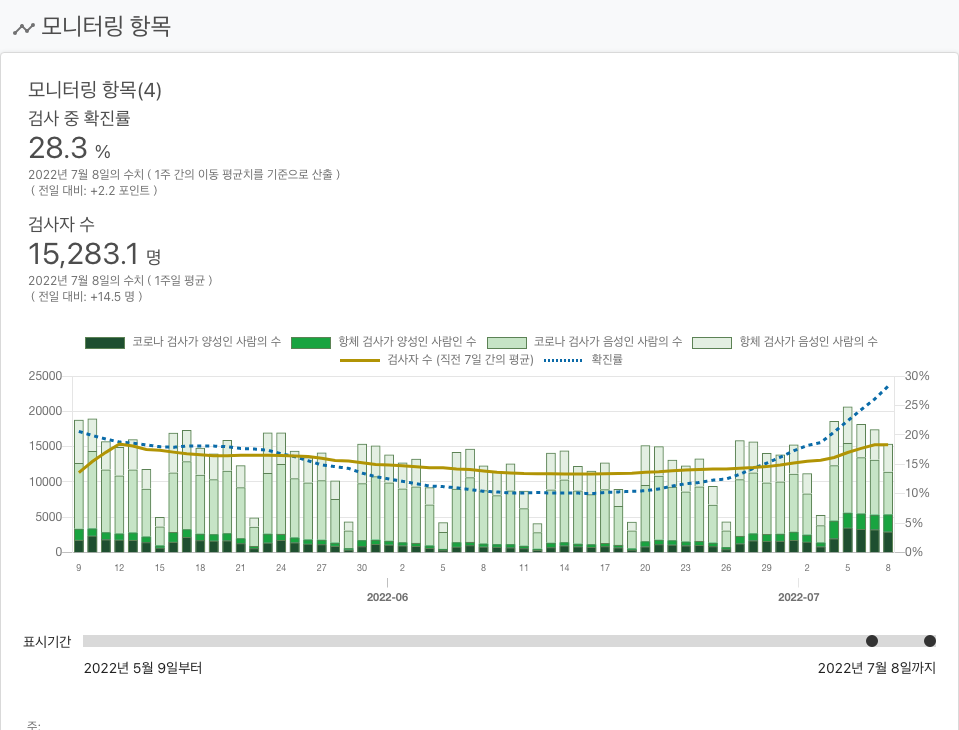 모니터링 항목
모니터링 항목(4)
검사 중 확진률
28.3 %
2022년 7월 8일의 수치 ( 1주 간의 이동 평균치를 기준으로 산출 )
( 전일 대비: +2.2 포인트 )
검사자 수
15,283.1 명
2022년 7월 8일의 수치 ( 1주일 평균 )
( 전일 대비: +14.5 명 )
코로나 검사가 양성인 사람의 수 항체 검사가 양성인 사람인 수 코로나 검사가 음성인 사람의 수 항체 검사가 음성인 사람의 수
검사자 수 (직전 7일 간의 평균) 확진률
25000 30%
25%
20000
20%
15000
15%
10000
10%
5000
5%
0 0%
9 12 15 18 21 24 27 30 2 5 8 11 14 17 20 23 26 29 2 5 8
2022-06 2022-07
표시기간
2022년 5월 9일부터 2022년 7월 8일까지
주: